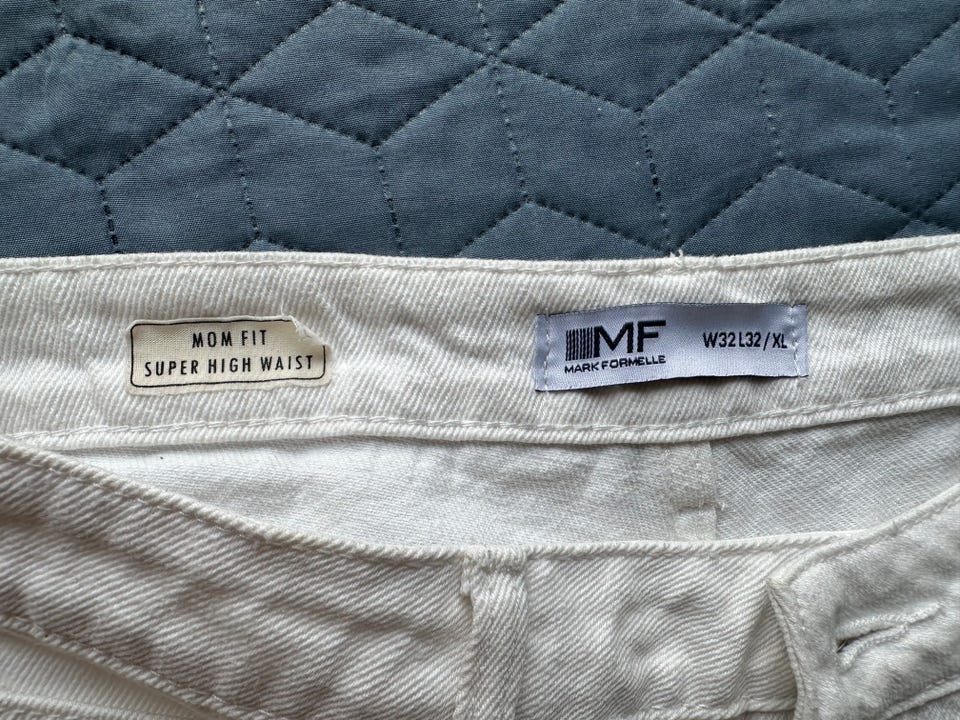 MOM FIT
SUPER HIGH WAIST
MF
MARK FORMELLE
W32 L32 / XL